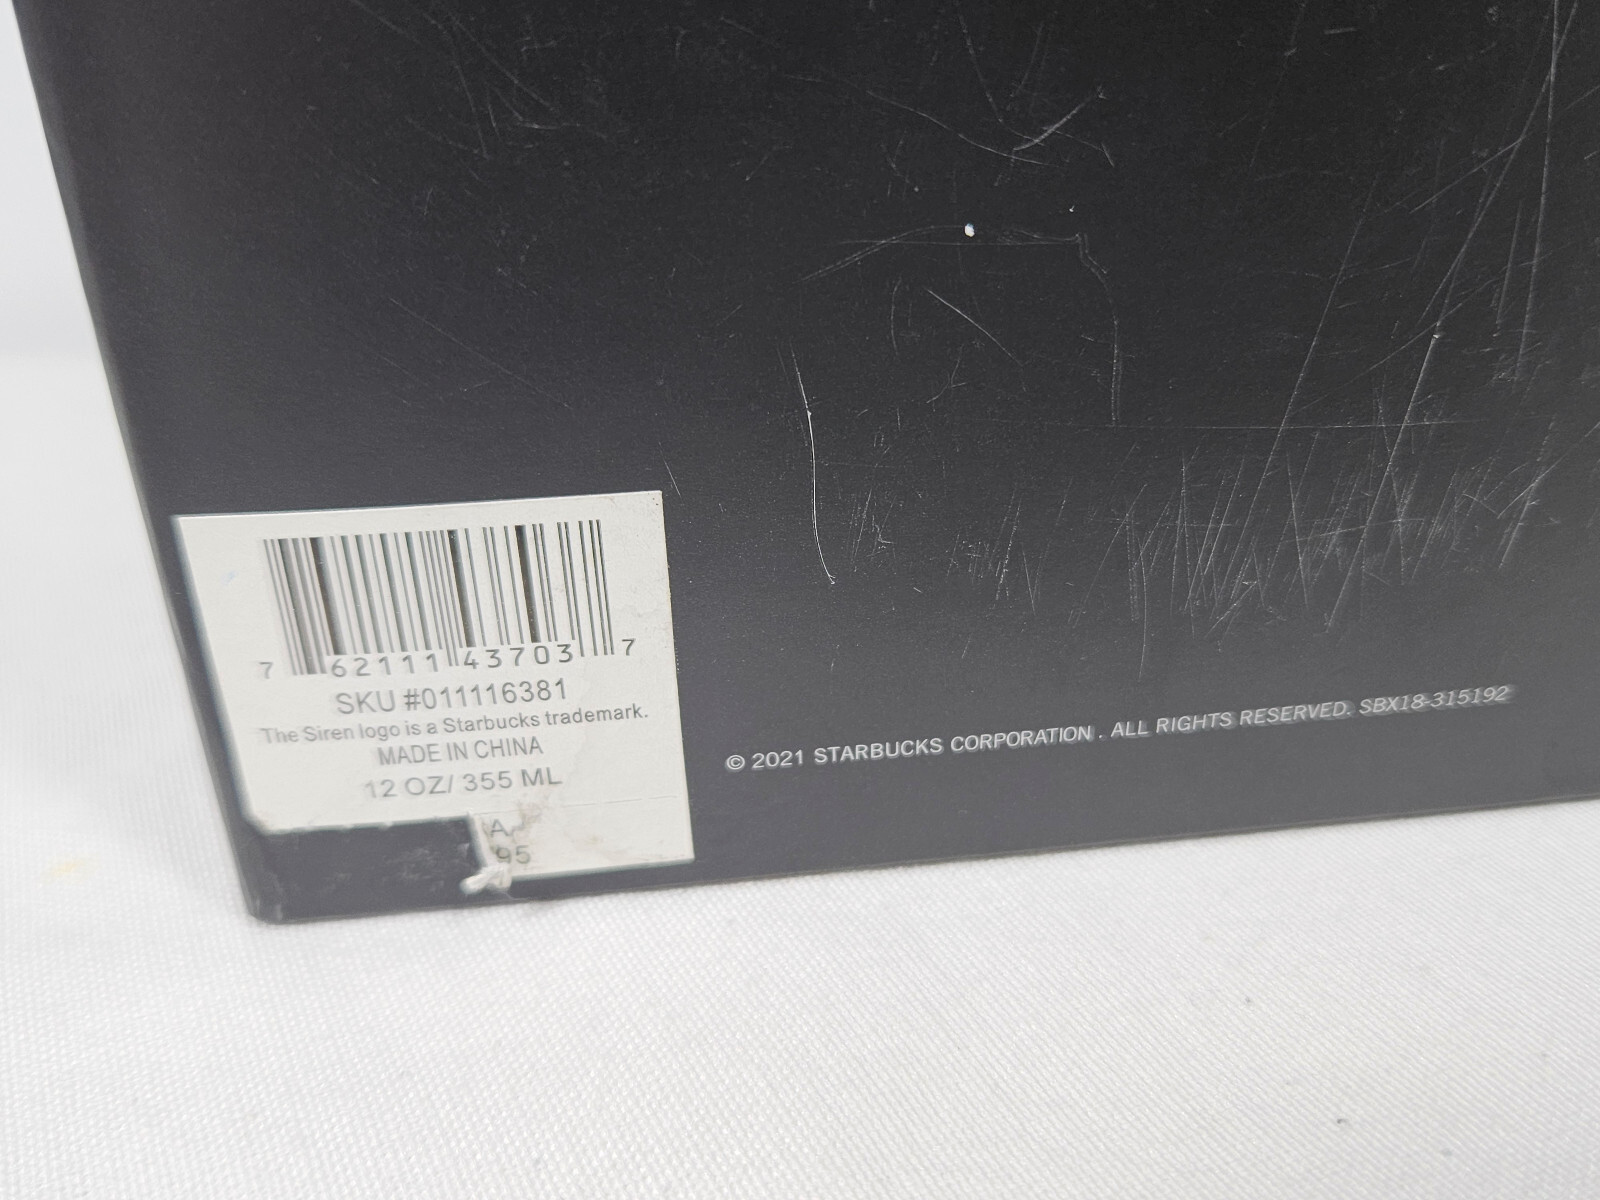 7 62111 43703 7
SKU #011116381
The Siren logo is a Starbucks trademark.
MADE IN CHINA
12 OZ/ 355 ML
A
95
© 2021 STARBUCKS CORPORATION . ALL RIGHTS RESERVED. SBX18-315192